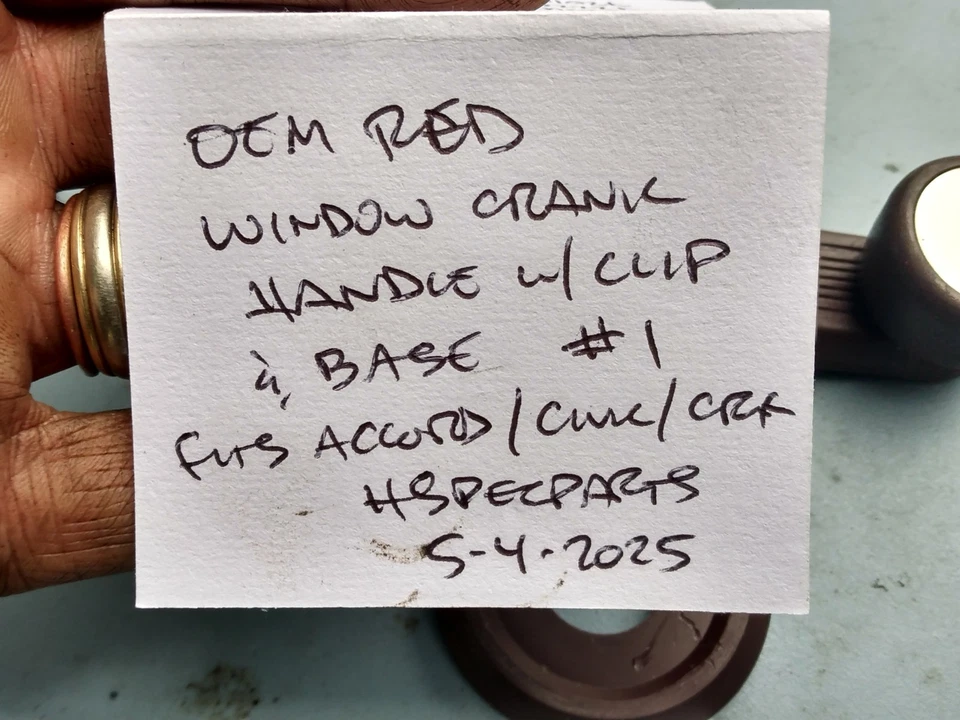 OEM RED
WINDOW CRANK
HANDLE W/ CLIP
& BASE #1
FITS ACCORD/CIVIC/CRX
HSPECPARTS
5-4-2025